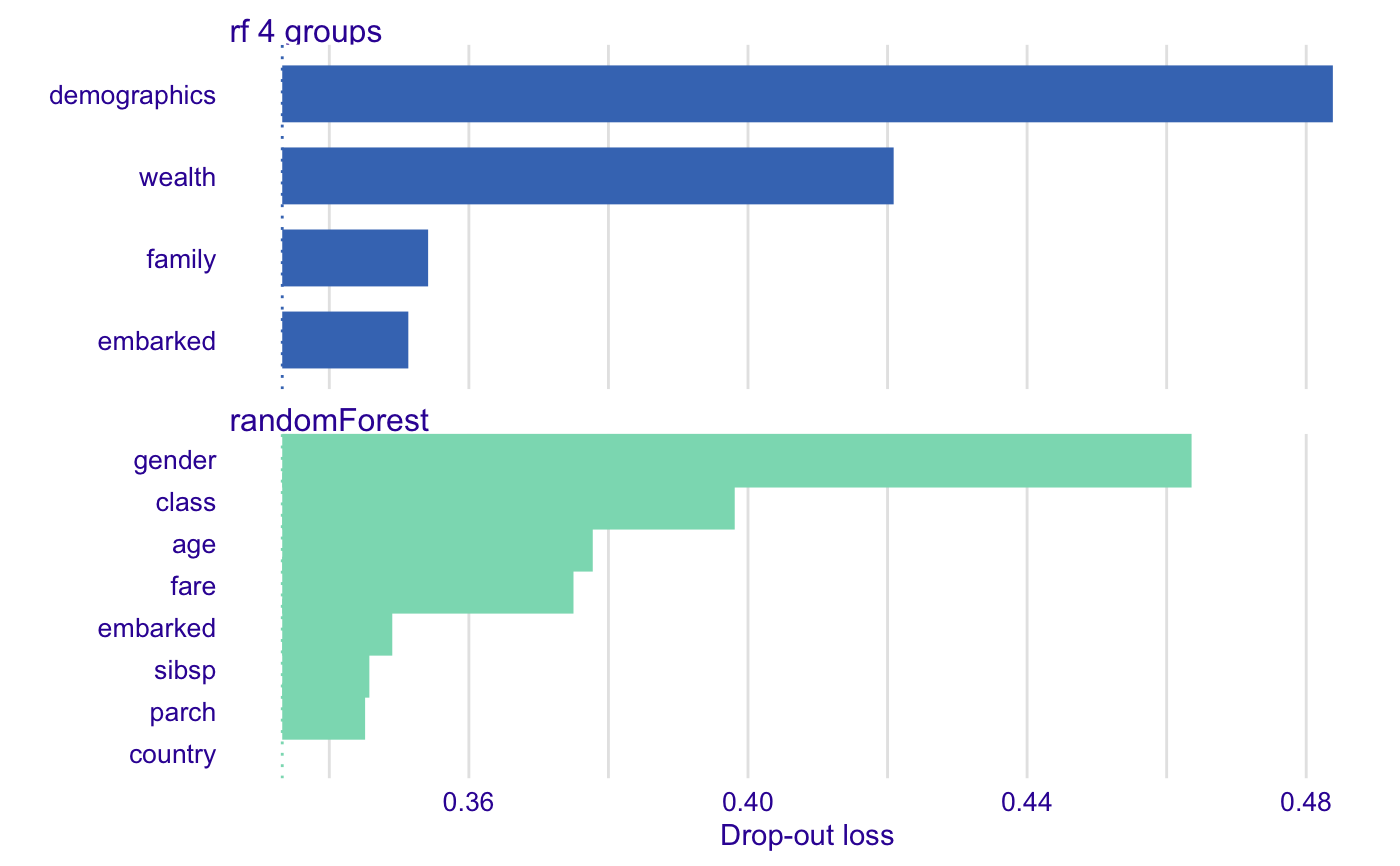 rf 4 groups
demographics
wealth
family
embarked
randomForest
gender
class
age
fare
embarked
sibsp
parch
country
0.36 0.40 0.44 0.48
Drop-out loss